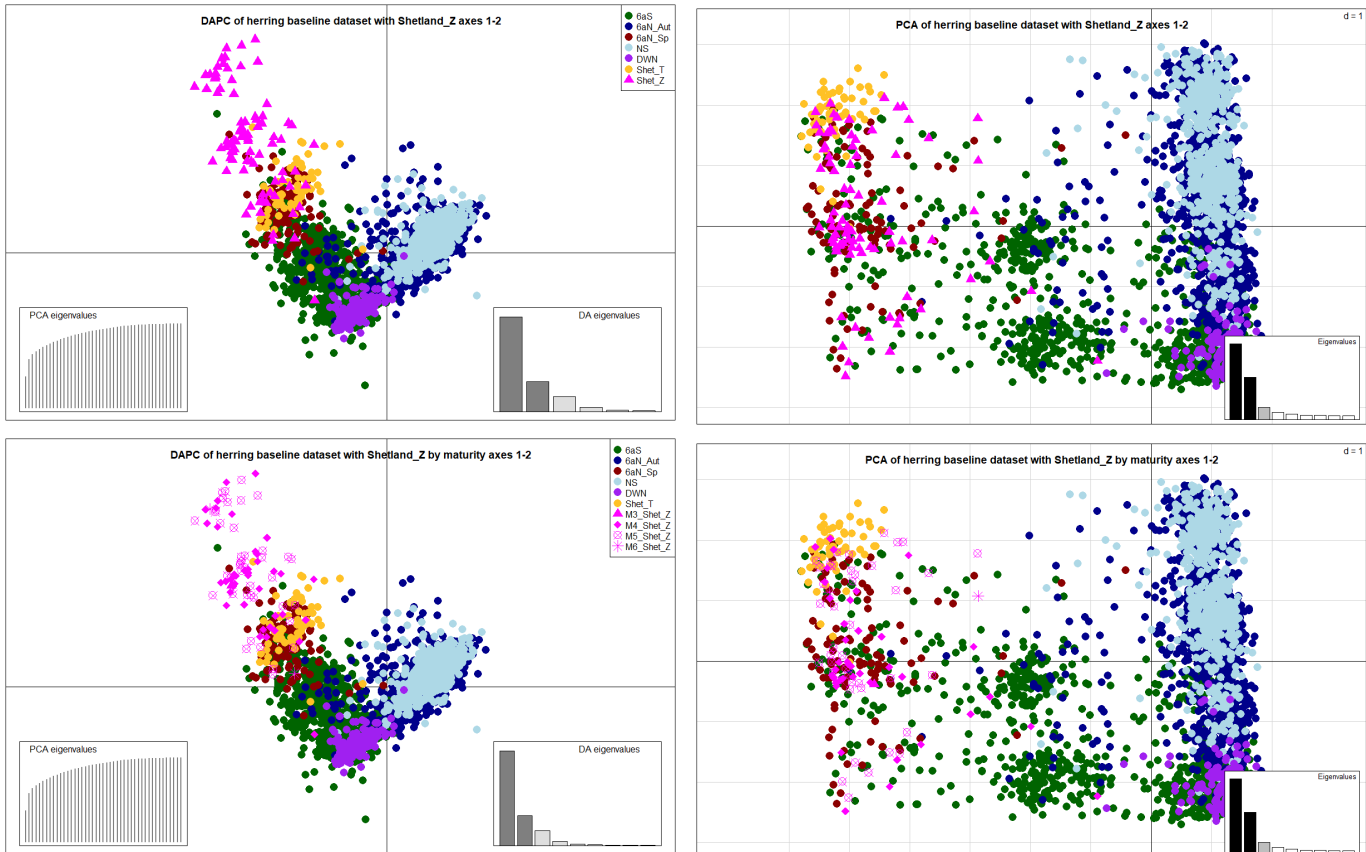 DAPC of herring baseline dataset with Shetland_Z axes 1-2
6aS
6aN_Aut
6aN_Sp
NS
DWN
Shet_T
Shet_Z
PCA eigenvalues
DA eigenvalues
PCA of herring baseline dataset with Shetland_Z axes 1-2
d = 1
Eigenvalues
DAPC of herring baseline dataset with Shetland_Z by maturity axes 1-2
6aS
6aN_Aut
6aN_Sp
NS
DWN
Shet_T
M3_Shet_Z
M4_Shet_Z
M5_Shet_Z
M6_Shet_Z
PCA eigenvalues
DA eigenvalues
PCA of herring baseline dataset with Shetland_Z by maturity axes 1-2
d = 1
Eigenvalues